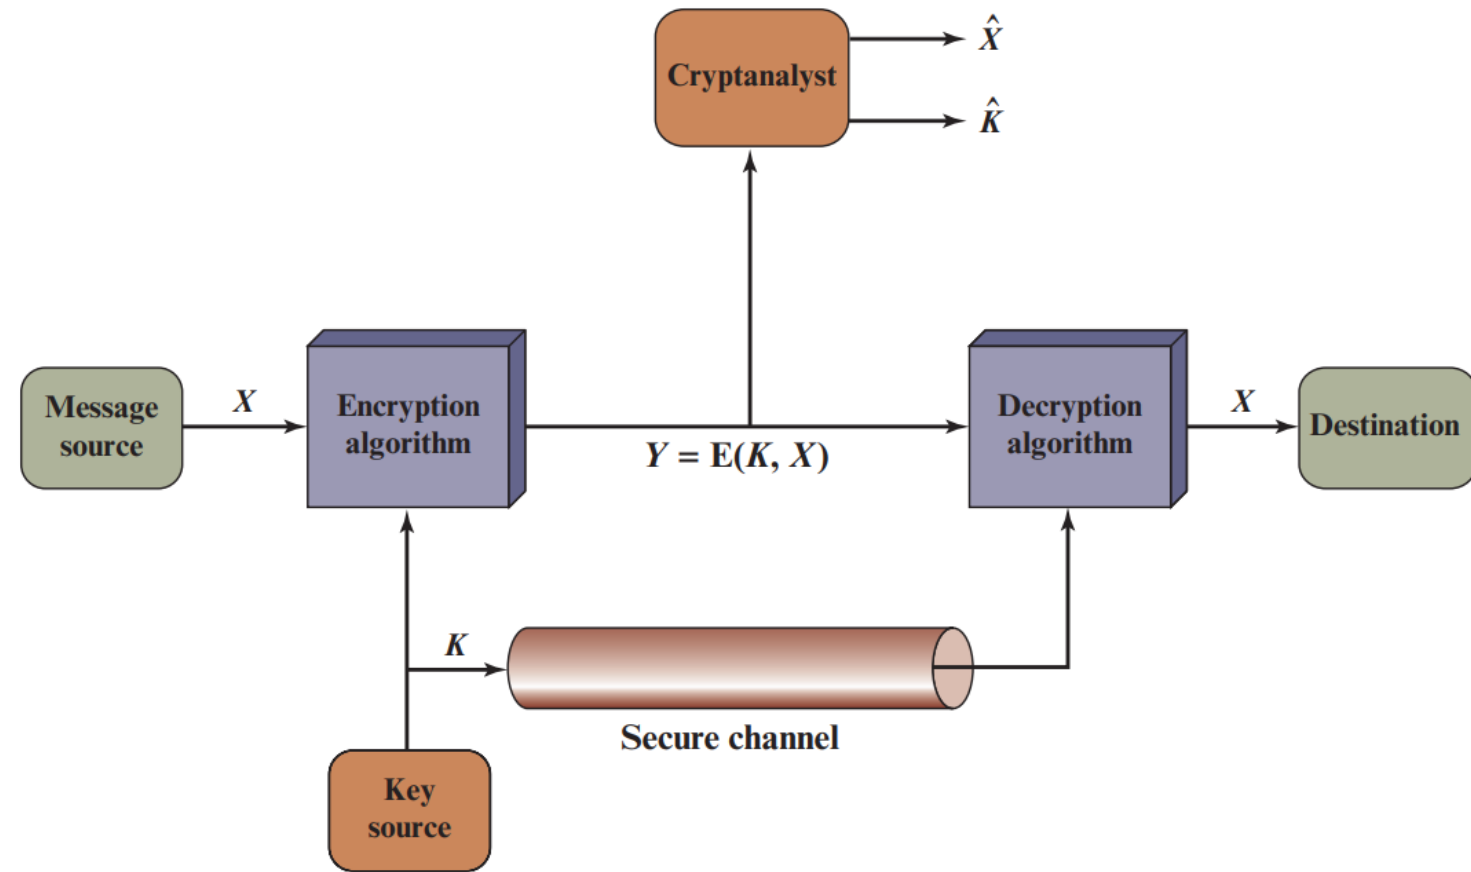 Cryptanalyst
X̂
K̂
Message
source
X
Encryption
algorithm
Y = E(K, X)
Decryption
algorithm
X
Destination
K
Secure channel
Key
source